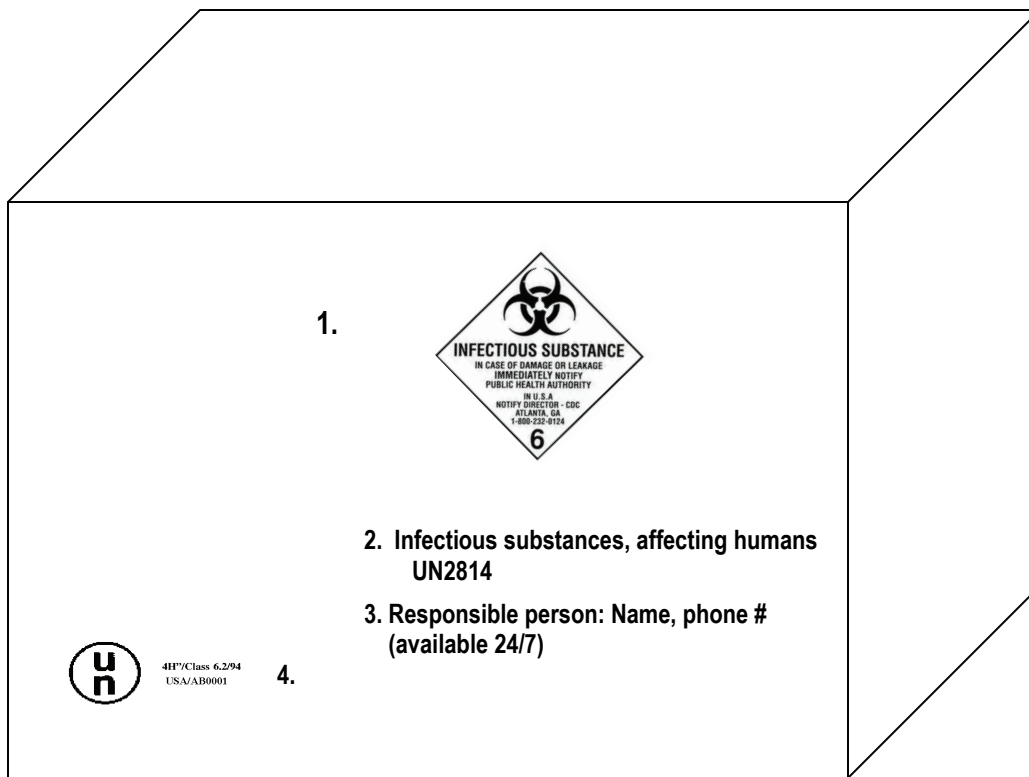 1.
INFECTIOUS SUBSTANCE
IN CASE OF DAMAGE OR LEAKAGE
IMMEDIATELY NOTIFY
PUBLIC HEALTH AUTHORITY
IN U.S.A
NOTIFY DIRECTOR - CDC
ATLANTA, GA
1-800-232-0124
6
2. Infectious substances, affecting humans
UN2814
3. Responsible person: Name, phone #
(available 24/7)
un
4H"/Class 6.2/94
USA/AB0001
4.